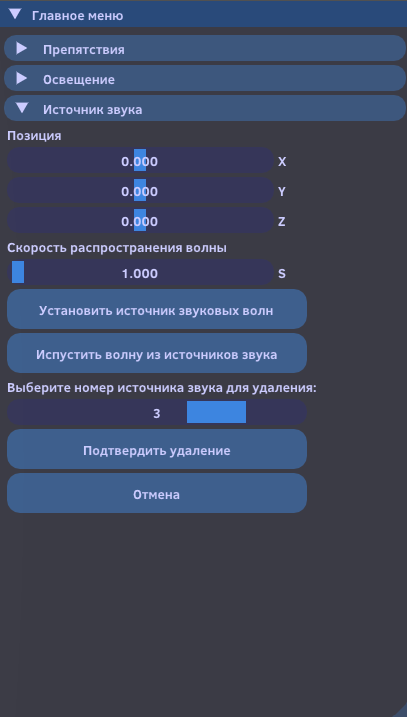 Главное меню
Препятствия
Освещение
Источник звука
Позиция
0.000 X
0.000 Y
0.000 Z
Скорость распространения волны
1.000 S
Установить источник звуковых волн
Испустить волну из источников звука
Выберите номер источника звука для удаления:
3
Подтвердить удаление
Отмена